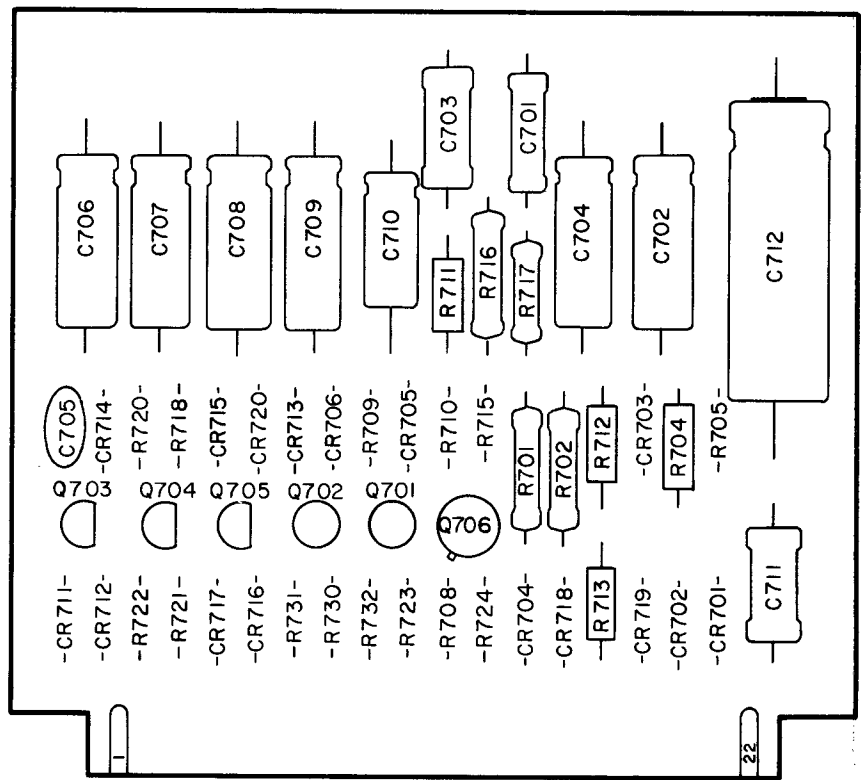 C703
C701
C706
C707
C708
C709
C710
C704
C702
C712
R711
R716
R717
C705
-CR714-
-R720-
-R718-
-CR715-
-CR720-
-CR713-
-CR706-
-R709-
-CR705-
-R710-
-R715-
R701
R702
R712
-CR703-
R704
-R705-
Q703
Q704
Q705
Q702
Q701
Q706
-CR711-
-CR712-
-R722-
-R721-
-CR717-
-CR716-
-R731-
-R730-
-R732-
-R723-
-R708-
-R724-
-CR704-
-CR718-
R713
-CR719-
-CR702-
-CR701-
C711
1
22